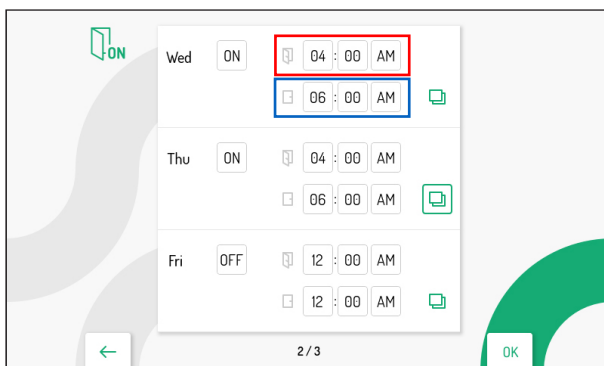 ON
Wed ON 04 : 00 AM
06 : 00 AM
Thu ON 04 : 00 AM
06 : 00 AM
Fri OFF 12 : 00 AM
12 : 00 AM
2 / 3
OK